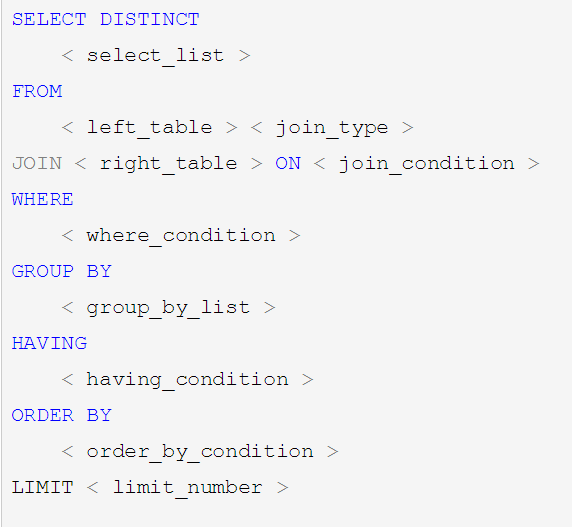 SELECT DISTINCT
< select_list >
FROM
< left_table > < join_type >
JOIN < right_table > ON < join_condition >
WHERE
< where_condition >
GROUP BY
< group_by_list >
HAVING
< having_condition >
ORDER BY
< order_by_condition >
LIMIT < limit_number >